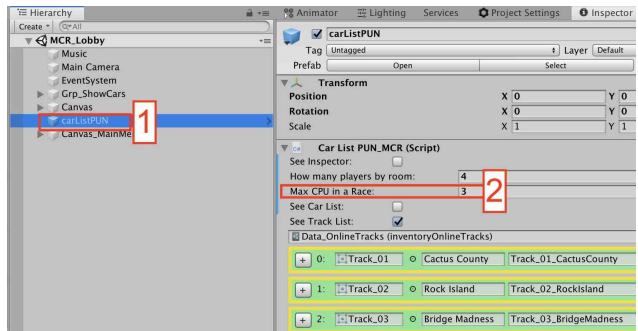 Hierarchy
Create
All
MCR_Lobby
Music
Main Camera
EventSystem
Grp_ShowCars
Canvas
carListPUN
Canvas_MainMe
1
Animator
Lighting
Services
Project Settings
Inspector
carListPUN
Tag Untagged Layer Default
Prefab Open Select
Transform
Position X 0 Y 0
Rotation X 0 Y 0
Scale X 1 Y 1
Car List PUN_MCR (Script)
See Inspector:
How many players by room: 4
Max CPU in a Race: 3
2
See Car List:
See Track List:
Data_OnlineTracks (inventoryOnlineTracks)
+ 0: Track_01 Cactus County Track_01_CactusCounty
+ 1: Track_02 Rock Island Track_02_RockIsland
+ 2: Track_03 Bridge Madness Track_03_BridgeMadness